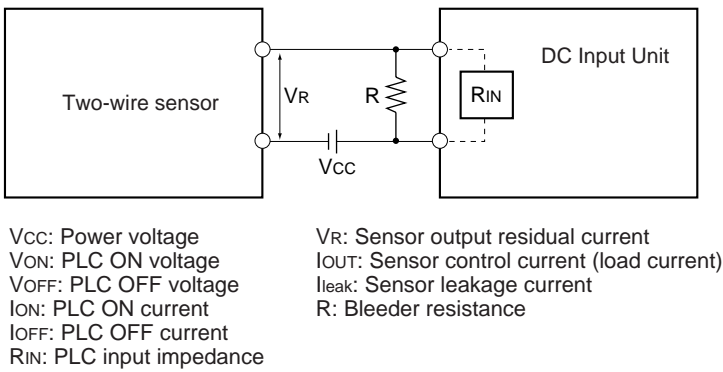 Two-wire sensor
VR
R
RIN
DC Input Unit
VCC
VCC: Power voltage
VON: PLC ON voltage
VOFF: PLC OFF voltage
ION: PLC ON current
IOFF: PLC OFF current
RIN: PLC input impedance
VR: Sensor output residual current
IOUT: Sensor control current (load current)
Ileak: Sensor leakage current
R: Bleeder resistance